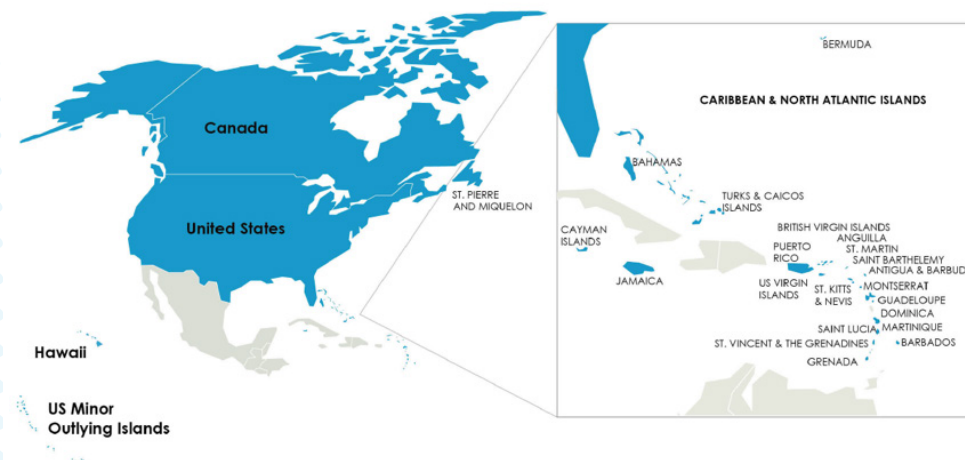 Canada
United States
ST. PIERRE
AND MIQUELON
Hawaii
US Minor
Outlying Islands
BERMUDA
CARIBBEAN & NORTH ATLANTIC ISLANDS
BAHAMAS
TURKS & CAICOS
ISLANDS
CAYMAN
ISLANDS
JAMAICA
BRITISH VIRGIN ISLANDS
ANGUILLA
PUERTO
RICO
ST. MARTIN
SAINT BARTHELEMY
ANTIGUA & BARBUD
US VIRGIN
ISLANDS
ST. KITTS
& NEVIS
MONTSERRAT
GUADELOUPE
DOMINICA
SAINT LUCIA
MARTINIQUE
ST. VINCENT & THE GRENADINES
BARBADOS
GRENADA